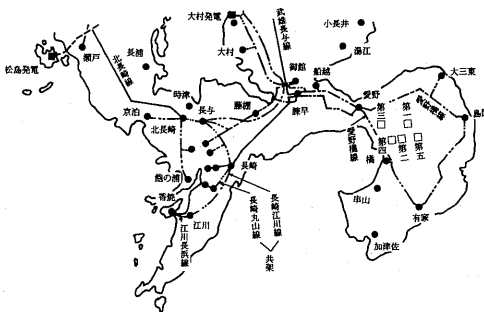 大村発電
武雄長与線
小長井
湯江
大村
長浦
瀬戸
松島発電
北長崎線
御館
船越
諫早
愛野
大三東
島原
時津
長与
藤棚
京泊
北長崎
愛野橘線
第一
第二
第三
第四
第五
橘
長崎
飽の浦
香焼
江川
江川長浜線
長崎丸山線
長崎江川線
共架
串山
有家
加津佐